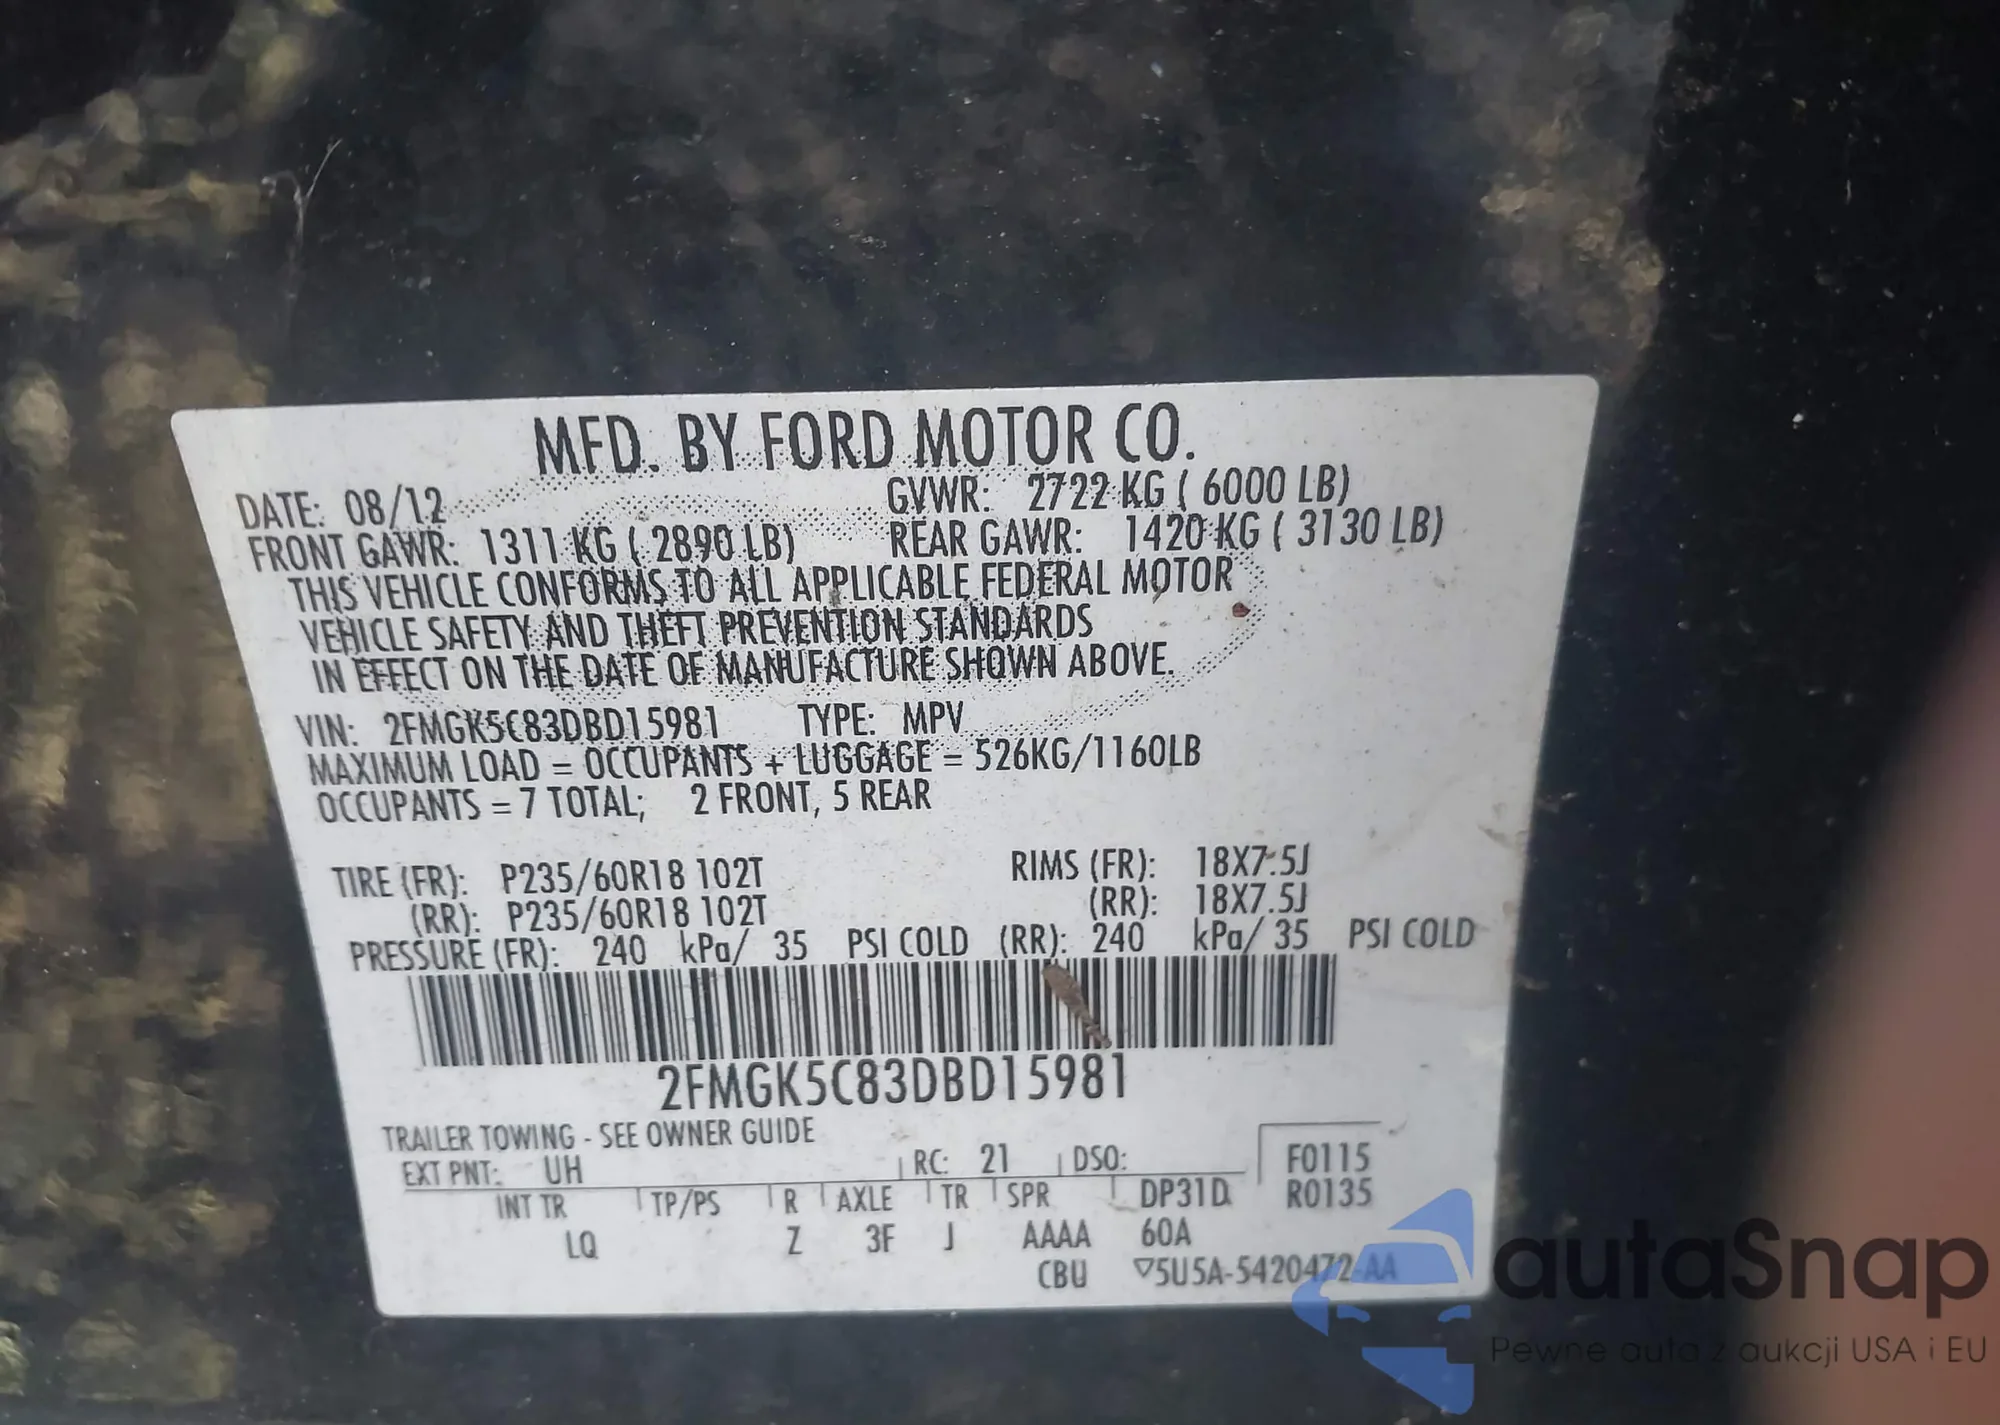 MFD. BY FORD MOTOR CO.
DATE: 08/12 GVWR: 2722 KG ( 6000 LB)
FRONT GAWR: 1311 KG ( 2890 LB) REAR GAWR: 1420 KG ( 3130 LB)
THIS VEHICLE CONFORMS TO ALL APPLICABLE FEDERAL MOTOR
VEHICLE SAFETY AND THEFT PREVENTION STANDARDS
IN EFFECT ON THE DATE OF MANUFACTURE SHOWN ABOVE.
VIN: 2FMGK5C83DBD15981 TYPE: MPV
MAXIMUM LOAD = OCCUPANTS + LUGGAGE = 526KG/1160LB
OCCUPANTS = 7 TOTAL; 2 FRONT, 5 REAR
TIRE (FR): P235/60R18 102T RIMS (FR): 18X7.5J
(RR): P235/60R18 102T (RR): 18X7.5J
PRESSURE (FR): 240 kPa/ 35 PSI COLD (RR): 240 kPa/ 35 PSI COLD
2FMGK5C83DBD15981
TRAILER TOWING - SEE OWNER GUIDE
EXT PNT: UH RC: 21 DSO: F0115
INT TR TP/PS R AXLE TR SPR DP31D R0135
LQ Z 3F J AAAA 60A
CBU ▽5U5A-5420472-AA
autaSnap
Pewne auta z aukcji USA i EU